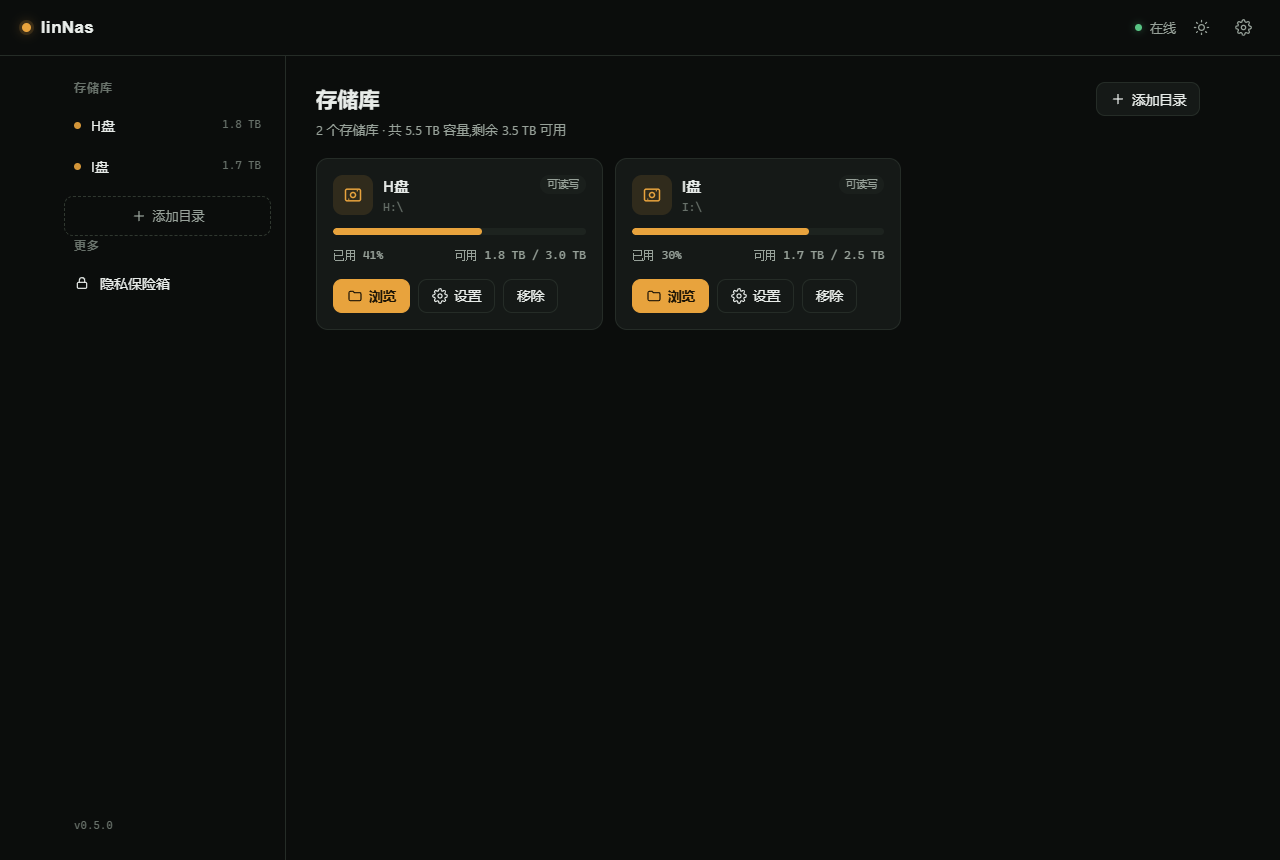 linNas
在线
存储库
H盘 1.8 TB
I盘 1.7 TB
+ 添加目录
更多
隐私保险箱
v0.5.0
存储库
+ 添加目录
2 个存储库 · 共 5.5 TB 容量,剩余 3.5 TB 可用
H盘 可读写
H:\
已用 41% 可用 1.8 TB / 3.0 TB
浏览 设置 移除
I盘 可读写
I:\
已用 30% 可用 1.7 TB / 2.5 TB
浏览 设置 移除